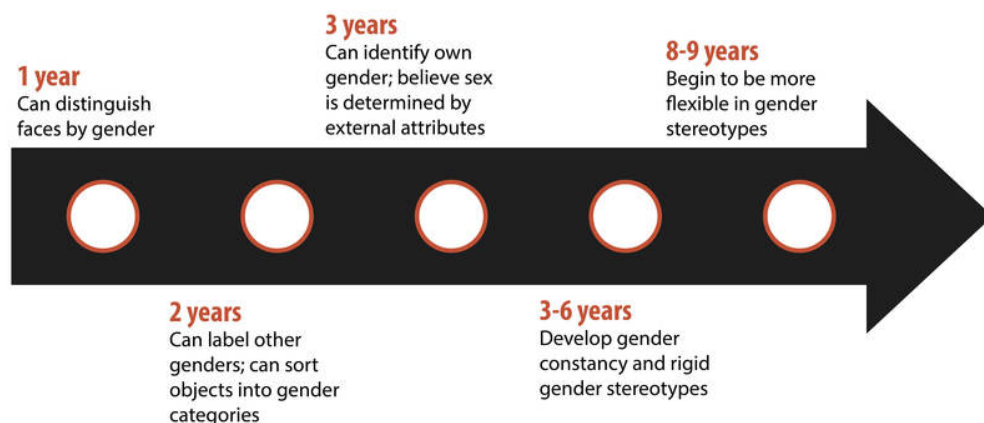 1 year
Can distinguish
faces by gender
2 years
Can label other
genders; can sort
objects into gender
categories
3 years
Can identify own
gender; believe sex
is determined by
external attributes
3-6 years
Develop gender
constancy and rigid
gender stereotypes
8-9 years
Begin to be more
flexible in gender
stereotypes